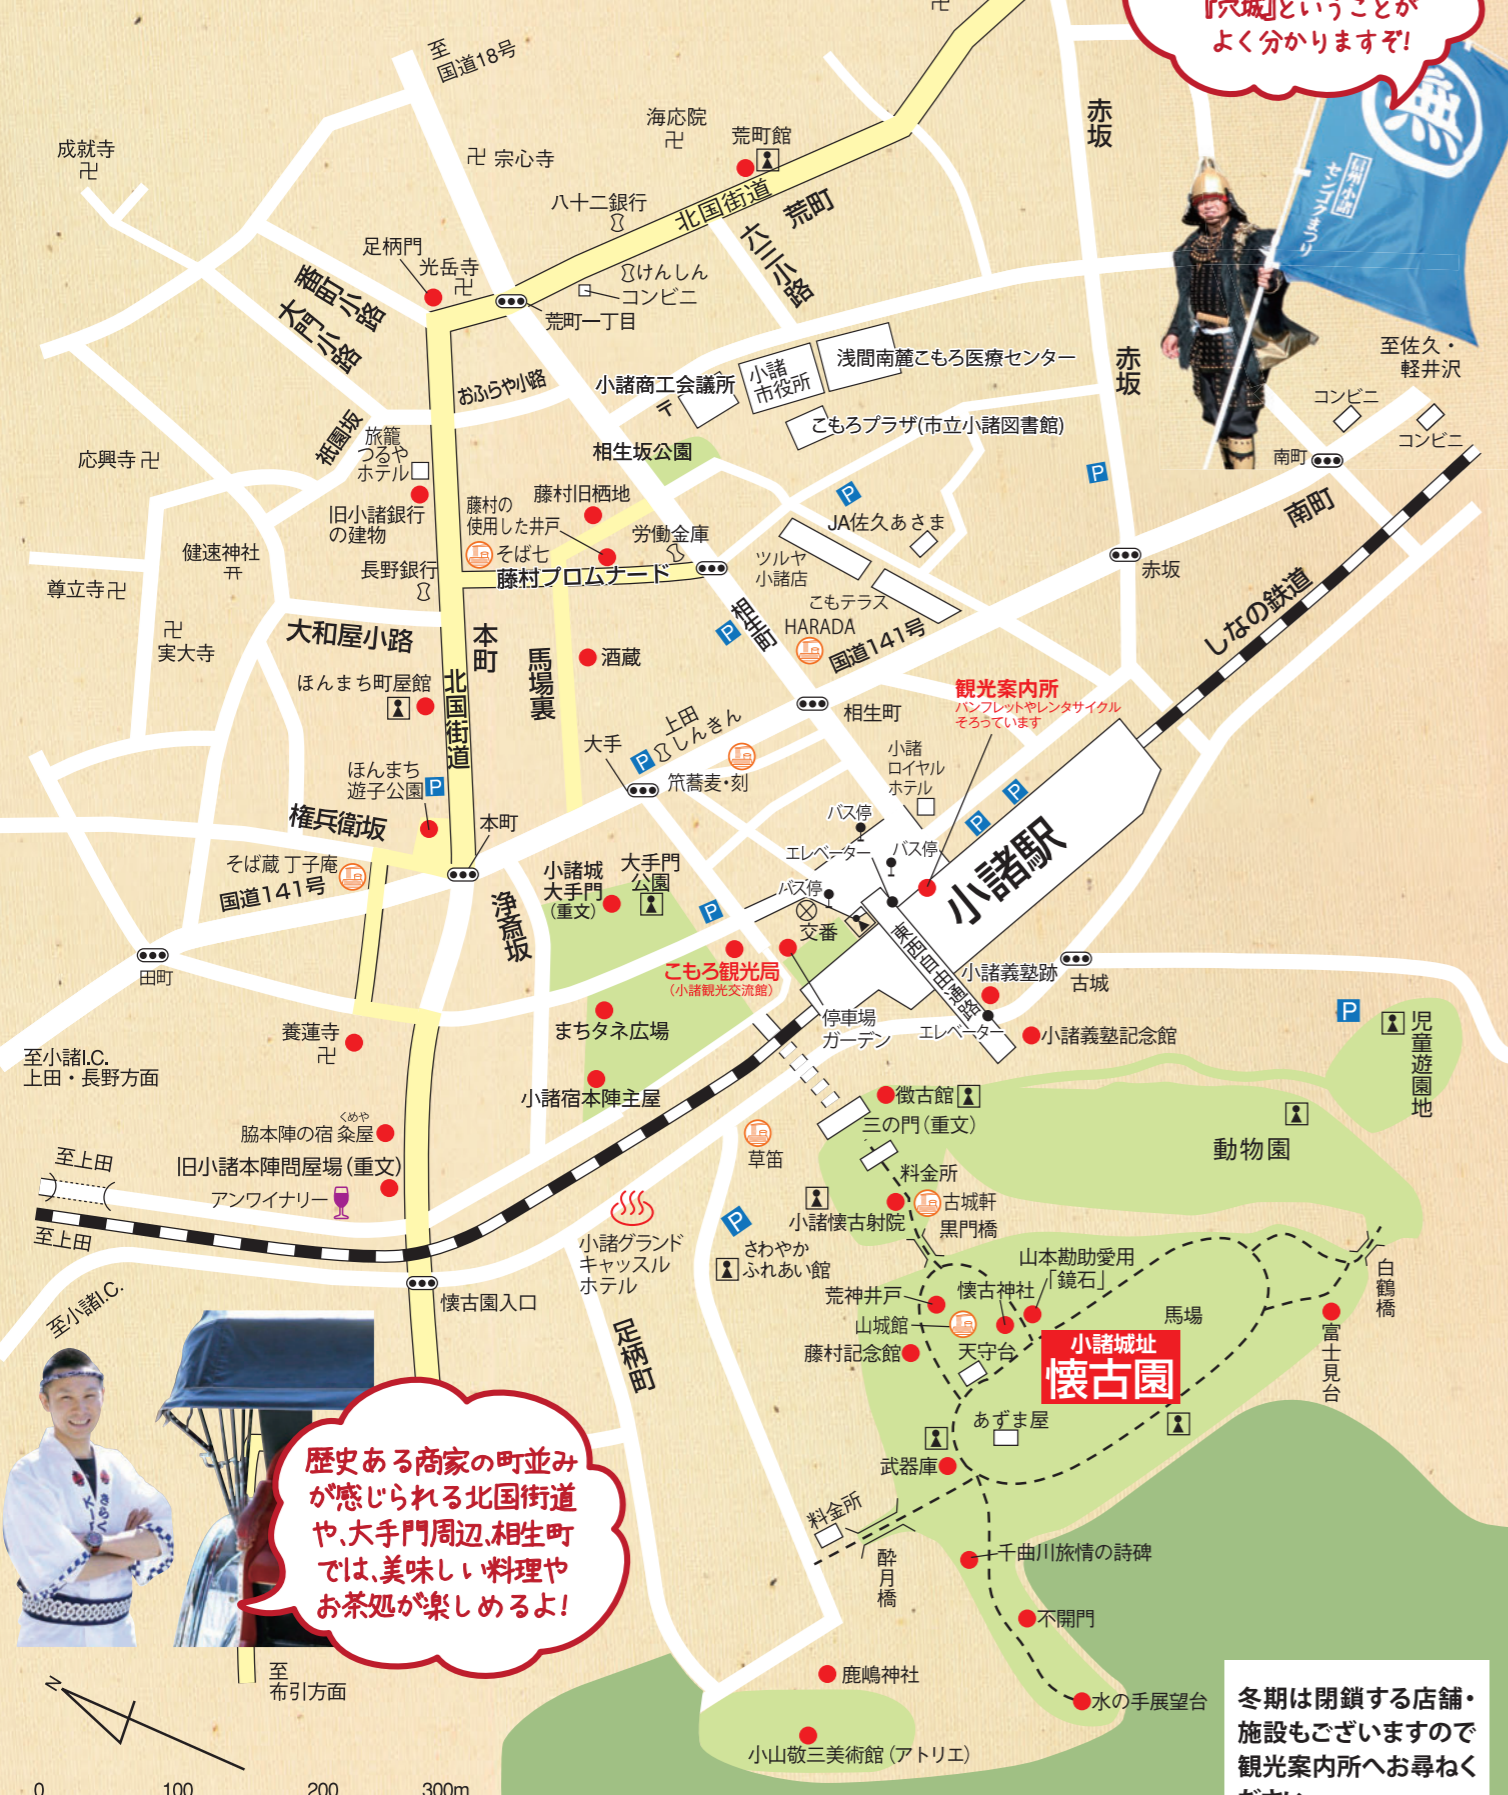 『穴城』ということが
よく分かりますぞ!
無
信州・小諸
センゴクまつり
至
国道18号
成就寺
卍
卍 宗心寺
海応院
卍
荒町館
八十二銀行
北国街道
荒町
六三小路
赤坂
足柄門
光岳寺
卍
けんしん
コンビニ
荒町一丁目
番町小路
大門小路
おふらや小路
小諸商工会議所
〒
小諸
市役所
浅間南麓こもろ医療センター
こもろプラザ(市立小諸図書館)
赤坂
至佐久・
軽井沢
コンビニ
コンビニ
南町
南町
祇園坂
旅籠
つるや
ホテル
応興寺 卍
旧小諸銀行
の建物
相生坂公園
藤村の
使用した井戸
藤村旧栖地
労働金庫
そば七
藤村プロムナード
P
P
JA佐久あさま
ツルヤ
小諸店
こもテラス
HARADA
国道141号
赤坂
しなの鉄道
健速神社
長野銀行
尊立寺 卍
卍
実大寺
大和屋小路
本町
馬場裏
酒蔵
相生町
P
ほんまち町屋館
北国街道
観光案内所
パンフレットやレンタサイクル
そろっています
相生町
上田
しんきん
大手
P
笊蕎麦・刻
小諸
ロイヤル
ホテル
ほんまち
遊子公園
P
権兵衛坂
本町
バス停
エレベーター
バス停
バス停
P
P
小諸駅
そば蔵 丁子庵
国道141号
小諸城
大手門
(重文)
大手門
公園
浄斎坂
P
交番
東西自由通路
こもろ観光局
(小諸観光交流館)
小諸義塾跡
古城
田町
まちタネ広場
停車場
ガーデン
エレベーター
小諸義塾記念館
P
児童遊園地
養蓮寺
卍
至小諸I.C.
上田・長野方面
小諸宿本陣主屋
徴古館
三の門(重文)
動物園
くめや
脇本陣の宿 粂屋
旧小諸本陣問屋場(重文)
アンワイナリー
至上田
至上田
草笛
料金所
古城軒
小諸懐古射院
黒門橋
P
さわやか
ふれあい館
小諸グランド
キャッスル
ホテル
山本勘助愛用
「鏡石」
懐古神社
荒神井戸
山城館
藤村記念館
天守台
馬場
白鶴橋
富士見台
小諸城址
懐古園
至小諸I.C.
懐古園入口
足柄町
あずま屋
武器庫
料金所
酔月橋
千曲川旅情の詩碑
不開門
水の手展望台
鹿嶋神社
小山敬三美術館(アトリエ)
きらく
歴史ある商家の町並み
が感じられる北国街道
や、大手門周辺、相生町
では、美味しい料理や
お茶処が楽しめるよ!
至
布引方面
N
0 100 200 300m
冬期は閉鎖する店舗・
施設もございますので
観光案内所へお尋ねく
ださい